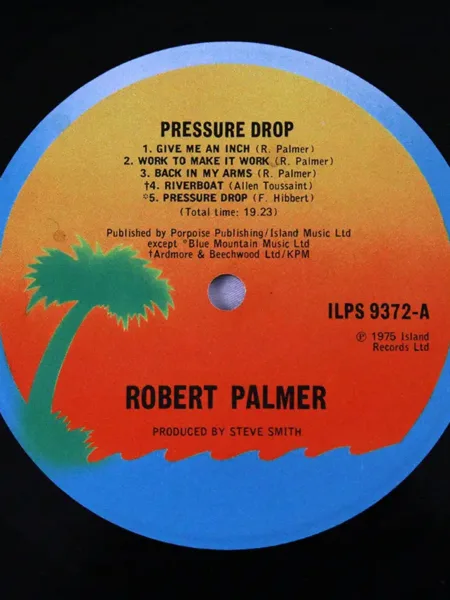 PRESSURE DROP
1. GIVE ME AN INCH (R. Palmer)
2. WORK TO MAKE IT WORK (R. Palmer)
3. BACK IN MY ARMS (R. Palmer)
†4. RIVERBOAT (Allen Toussaint)
°5. PRESSURE DROP (F. Hibbert)
(Total time: 19.23)
Published by Porpoise Publishing/Island Music Ltd
except °Blue Mountain Music Ltd
†Ardmore & Beechwood Ltd/KPM
ILPS 9372-A
℗ 1975 Island
Records Ltd
ROBERT PALMER
PRODUCED BY STEVE SMITH